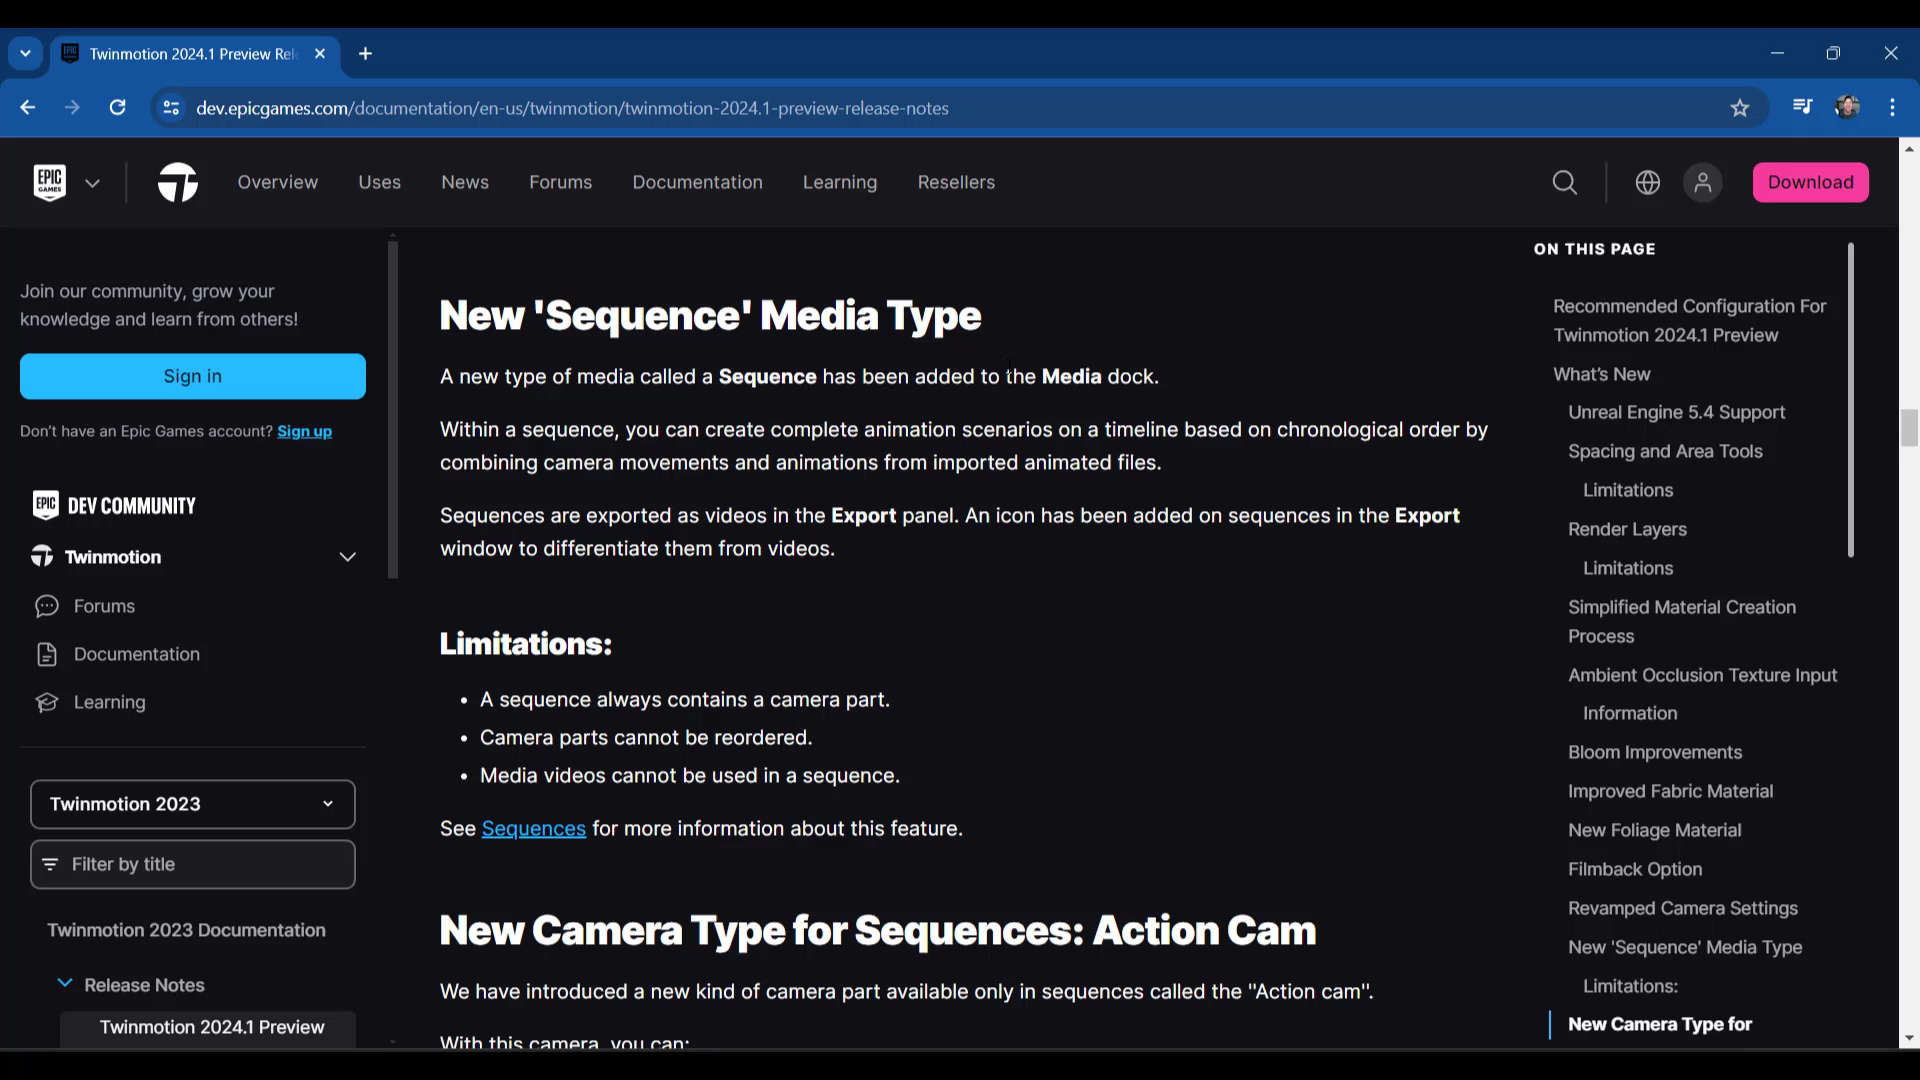 Twinmotion 2024.1 Preview Rel
dev.epicgames.com/documentation/en-us/twinmotion/twinmotion-2024.1-preview-release-notes
EPIC
GAMES
Overview
Uses
News
Forums
Documentation
Learning
Resellers
Download
Join our community, grow your
knowledge and learn from others!
Sign in
Don't have an Epic Games account? Sign up
EPIC DEV COMMUNITY
Twinmotion
Forums
Documentation
Learning
Twinmotion 2023
Filter by title
Twinmotion 2023 Documentation
Release Notes
Twinmotion 2024.1 Preview
New 'Sequence' Media Type
A new type of media called a Sequence has been added to the Media dock.
Within a sequence, you can create complete animation scenarios on a timeline based on chronological order by
combining camera movements and animations from imported animated files.
Sequences are exported as videos in the Export panel. An icon has been added on sequences in the Export
window to differentiate them from videos.
Limitations:
• A sequence always contains a camera part.
• Camera parts cannot be reordered.
• Media videos cannot be used in a sequence.
See Sequences for more information about this feature.
New Camera Type for Sequences: Action Cam
We have introduced a new kind of camera part available only in sequences called the "Action cam".
With this camera, you can:
ON THIS PAGE
Recommended Configuration For
Twinmotion 2024.1 Preview
What's New
Unreal Engine 5.4 Support
Spacing and Area Tools
Limitations
Render Layers
Limitations
Simplified Material Creation
Process
Ambient Occlusion Texture Input
Information
Bloom Improvements
Improved Fabric Material
New Foliage Material
Filmback Option
Revamped Camera Settings
New 'Sequence' Media Type
Limitations:
New Camera Type for